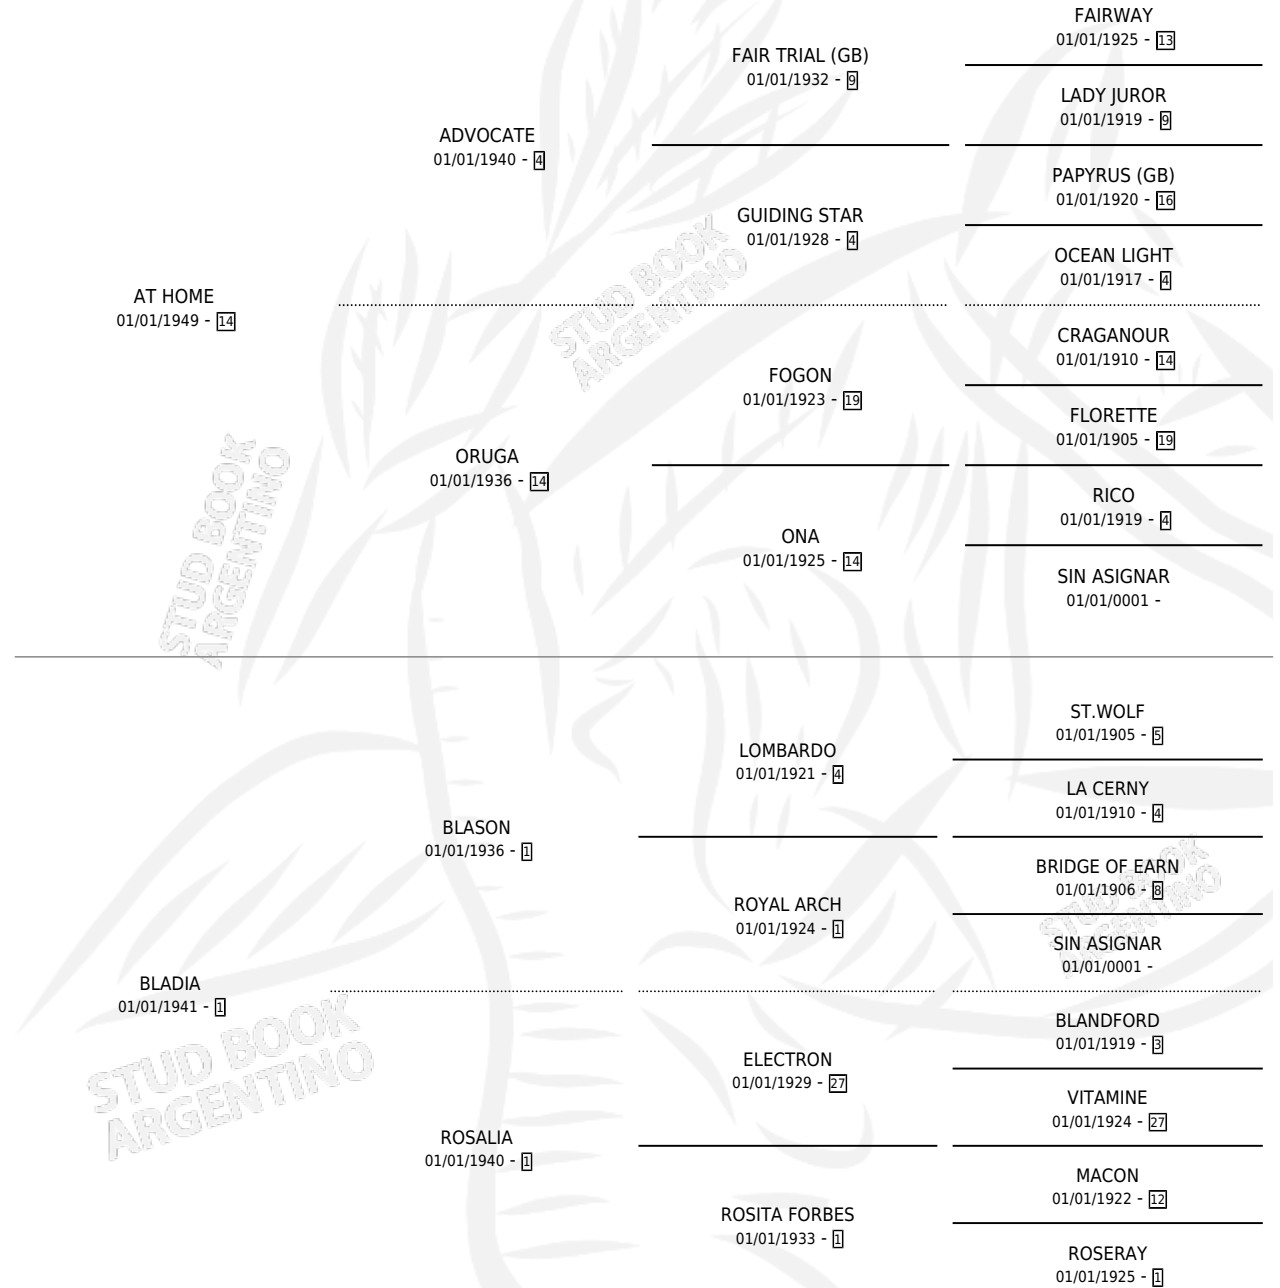 FAIRWAY
01/01/1925 - 13
FAIR TRIAL (GB)
01/01/1932 - 9
LADY JUROR
01/01/1919 - 9
ADVOCATE
01/01/1940 - 4
PAPYRUS (GB)
01/01/1920 - 16
GUIDING STAR
01/01/1928 - 4
OCEAN LIGHT
01/01/1917 - 4
AT HOME
01/01/1949 - 14
CRAGANOUR
01/01/1910 - 14
FOGON
01/01/1923 - 19
FLORETTE
01/01/1905 - 19
ORUGA
01/01/1936 - 14
RICO
01/01/1919 - 4
ONA
01/01/1925 - 14
SIN ASIGNAR
01/01/0001 -
STUD BOOK
ARGENTINO
STUD BOOK
ARGENTINO
ST.WOLF
01/01/1905 - 5
LOMBARDO
01/01/1921 - 4
LA CERNY
01/01/1910 - 4
BLASON
01/01/1936 - 1
BRIDGE OF EARN
01/01/1906 - 8
ROYAL ARCH
01/01/1924 - 1
SIN ASIGNAR
01/01/0001 -
BLADIA
01/01/1941 - 1
BLANDFORD
01/01/1919 - 3
ELECTRON
01/01/1929 - 27
VITAMINE
01/01/1924 - 27
ROSALIA
01/01/1940 - 1
MACON
01/01/1922 - 12
ROSITA FORBES
01/01/1933 - 1
ROSERAY
01/01/1925 - 1
STUD BOOK
ARGENTINO
STUD BOOK
ARGENTINO